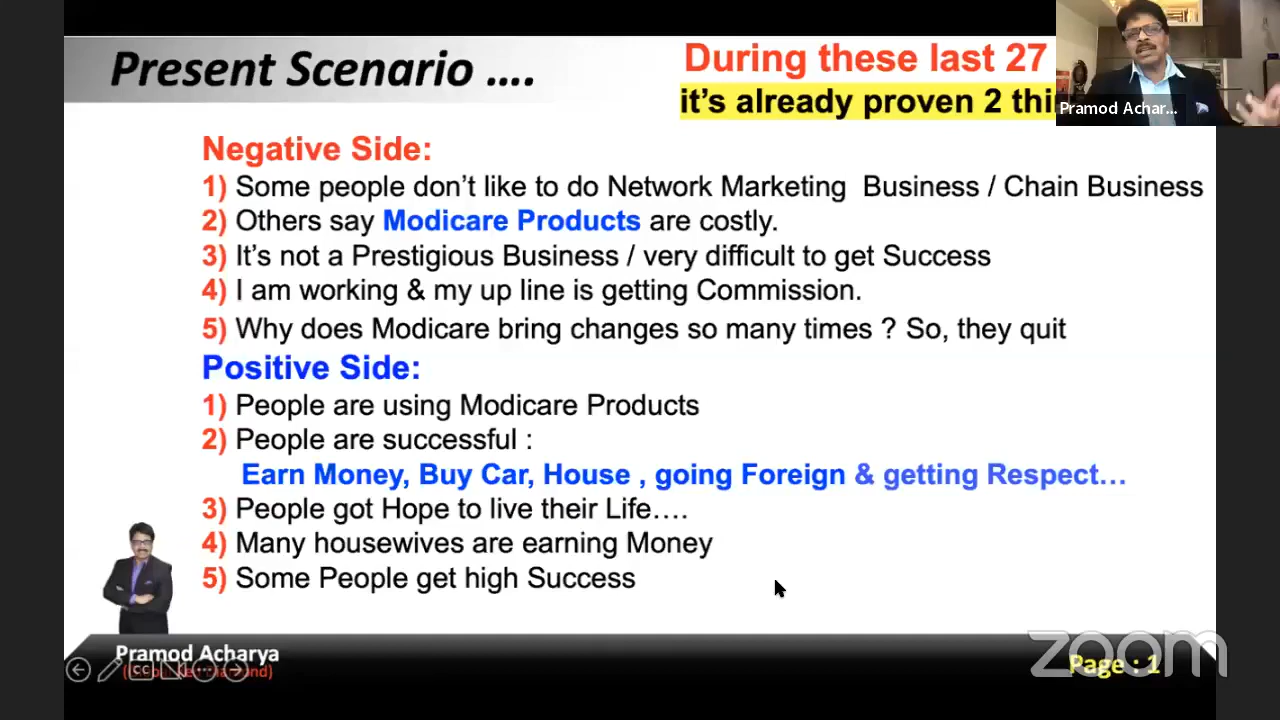 Present Scenario ....
During these last 27
it's already proven 2
Pramod Achar...
Negative Side:
1) Some people don't like to do Network Marketing Business / Chain Business
2) Others say Modicare Products are costly.
3) It's not a Prestigious Business / very difficult to get Success
4) I am working & my up line is getting Commission.
5) Why does Modicare bring changes so many times ? So, they quit
Positive Side:
1) People are using Modicare Products
2) People are successful :
Earn Money, Buy Car, House , going Foreign & getting Respect…
3) People got Hope to live their Life….
4) Many housewives are earning Money
5) Some People get high Success
Pramod Acharya
zoom
Page : 1